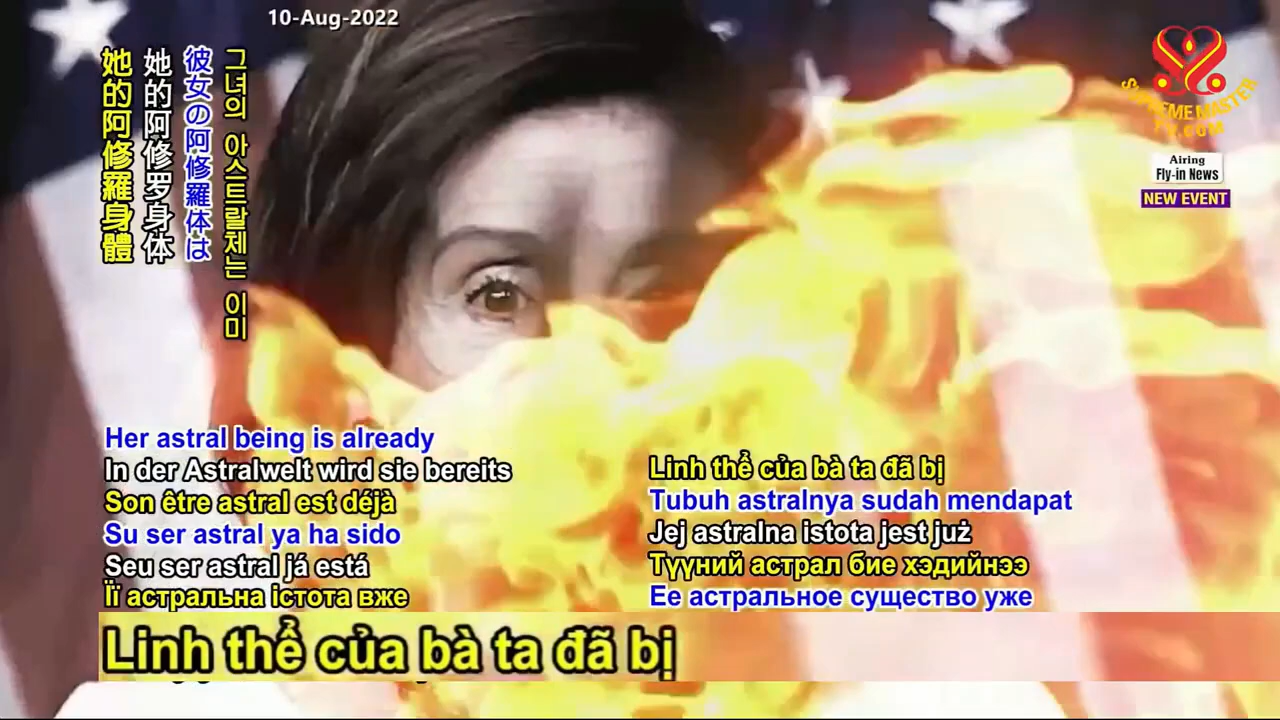 10-Aug-2022
SUPREME MASTER
TV.COM
Airing
Fly-in News
NEW EVENT
그녀의 아스트랄체는 이미
彼女の阿修羅体は
她的阿修罗身体
她的阿修羅身體
Her astral being is already
In der Astralwelt wird sie bereits
Son être astral est déjà
Su ser astral ya ha sido
Seu ser astral já está
Її астральна істота вже
Linh thể của bà ta đã bị
Tubuh astralnya sudah mendapat
Jej astralna istota jest już
Түүний астрал бие хэдийнээ
Ее астральное существо уже
Linh thể của bà ta đã bị